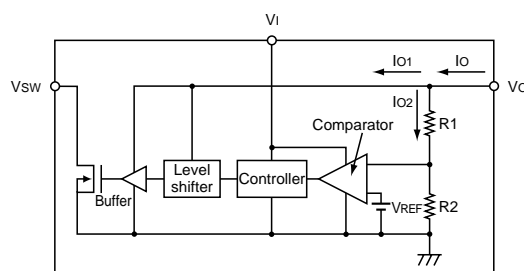 VI
IO1
IO
VSW
VO
IO2
Comparator
R1
Level
shifter
Controller
Buffer
VREF
R2